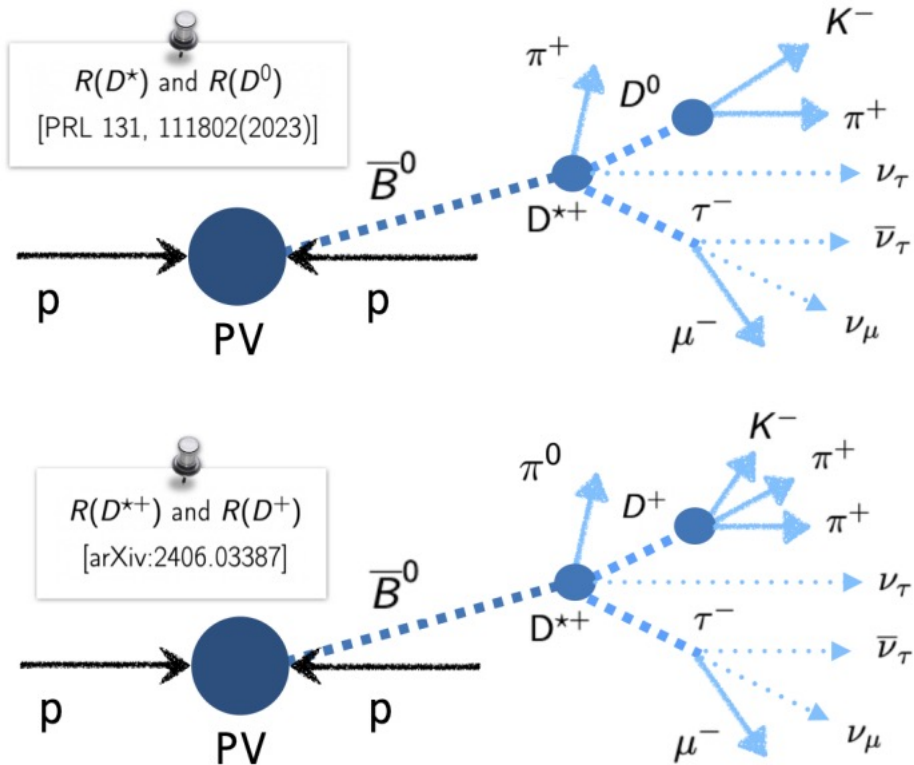 R(D⋆) and R(D⁰)
[PRL 131, 111802(2023)]
π⁺
K⁻
D⁰
π⁺
B̅⁰
ν_τ
D⋆⁺
τ⁻
ν̅_τ
p
p
μ⁻
ν_μ
PV
R(D⋆⁺) and R(D⁺)
[arXiv:2406.03387]
π⁰
K⁻
π⁺
D⁺
π⁺
B̅⁰
ν_τ
D⋆⁺
τ⁻
ν̅_τ
p
p
μ⁻
ν_μ
PV